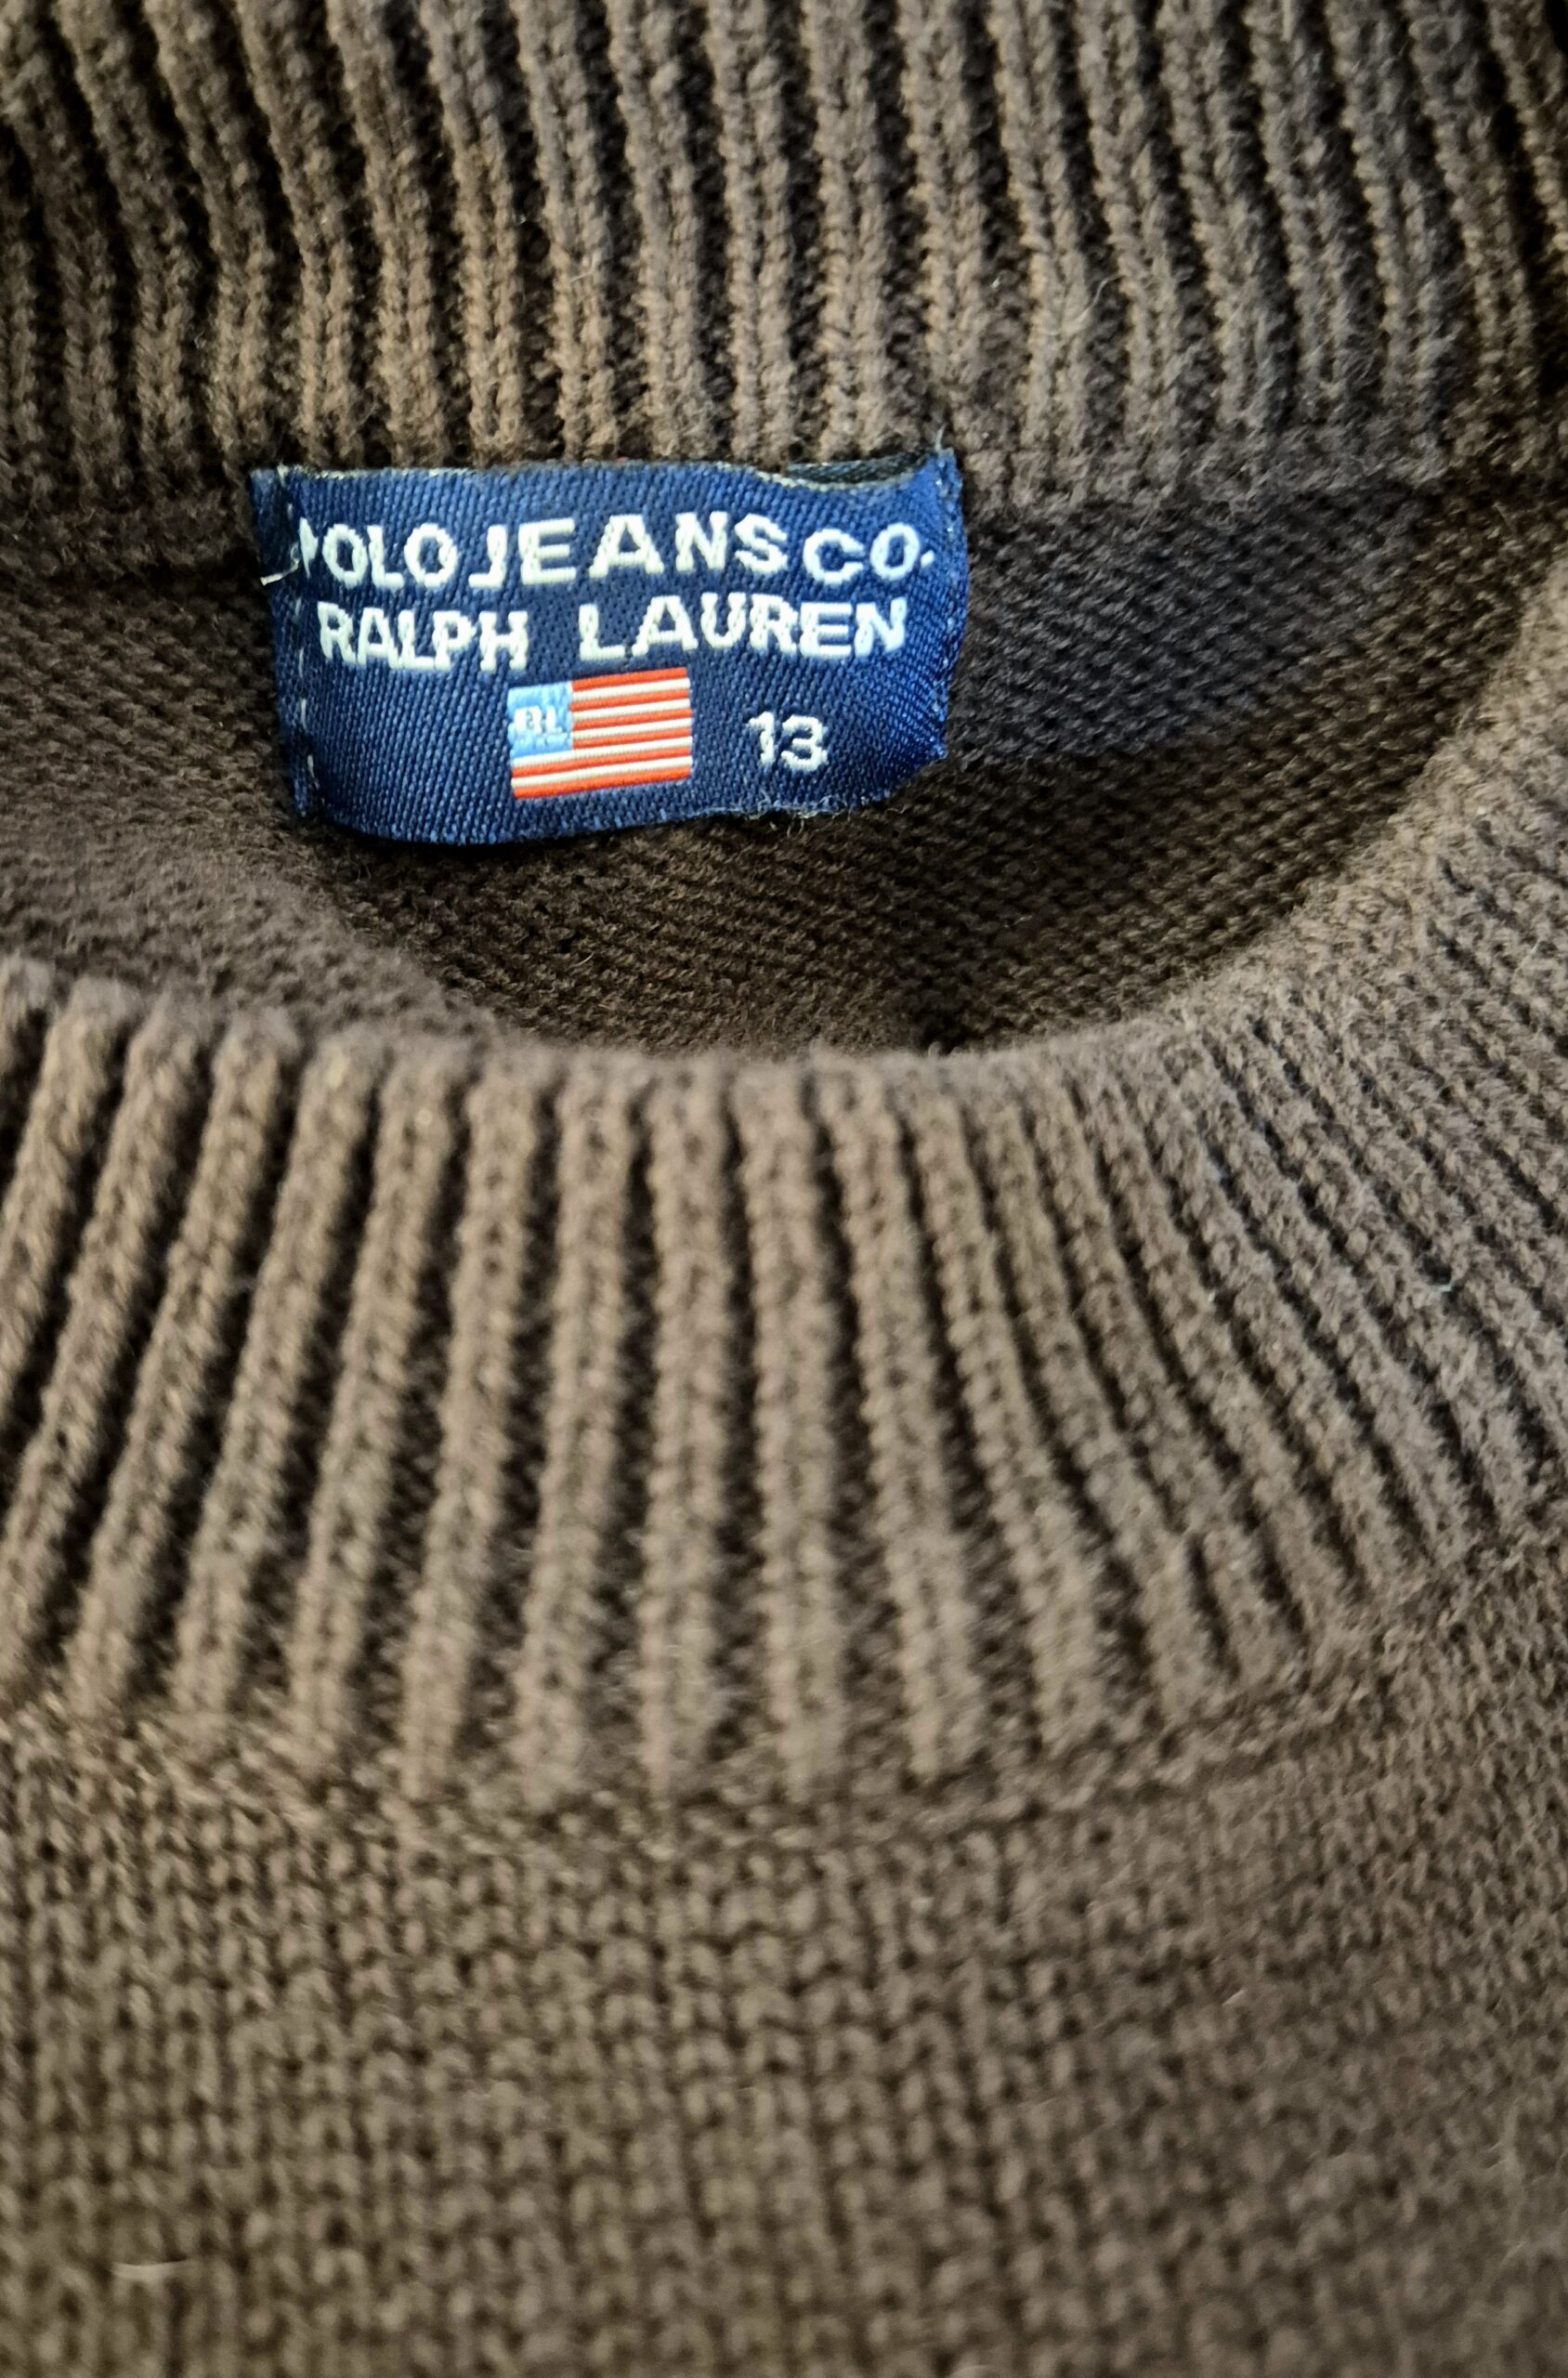 POLO JEANS CO.
RALPH LAUREN
RL
13